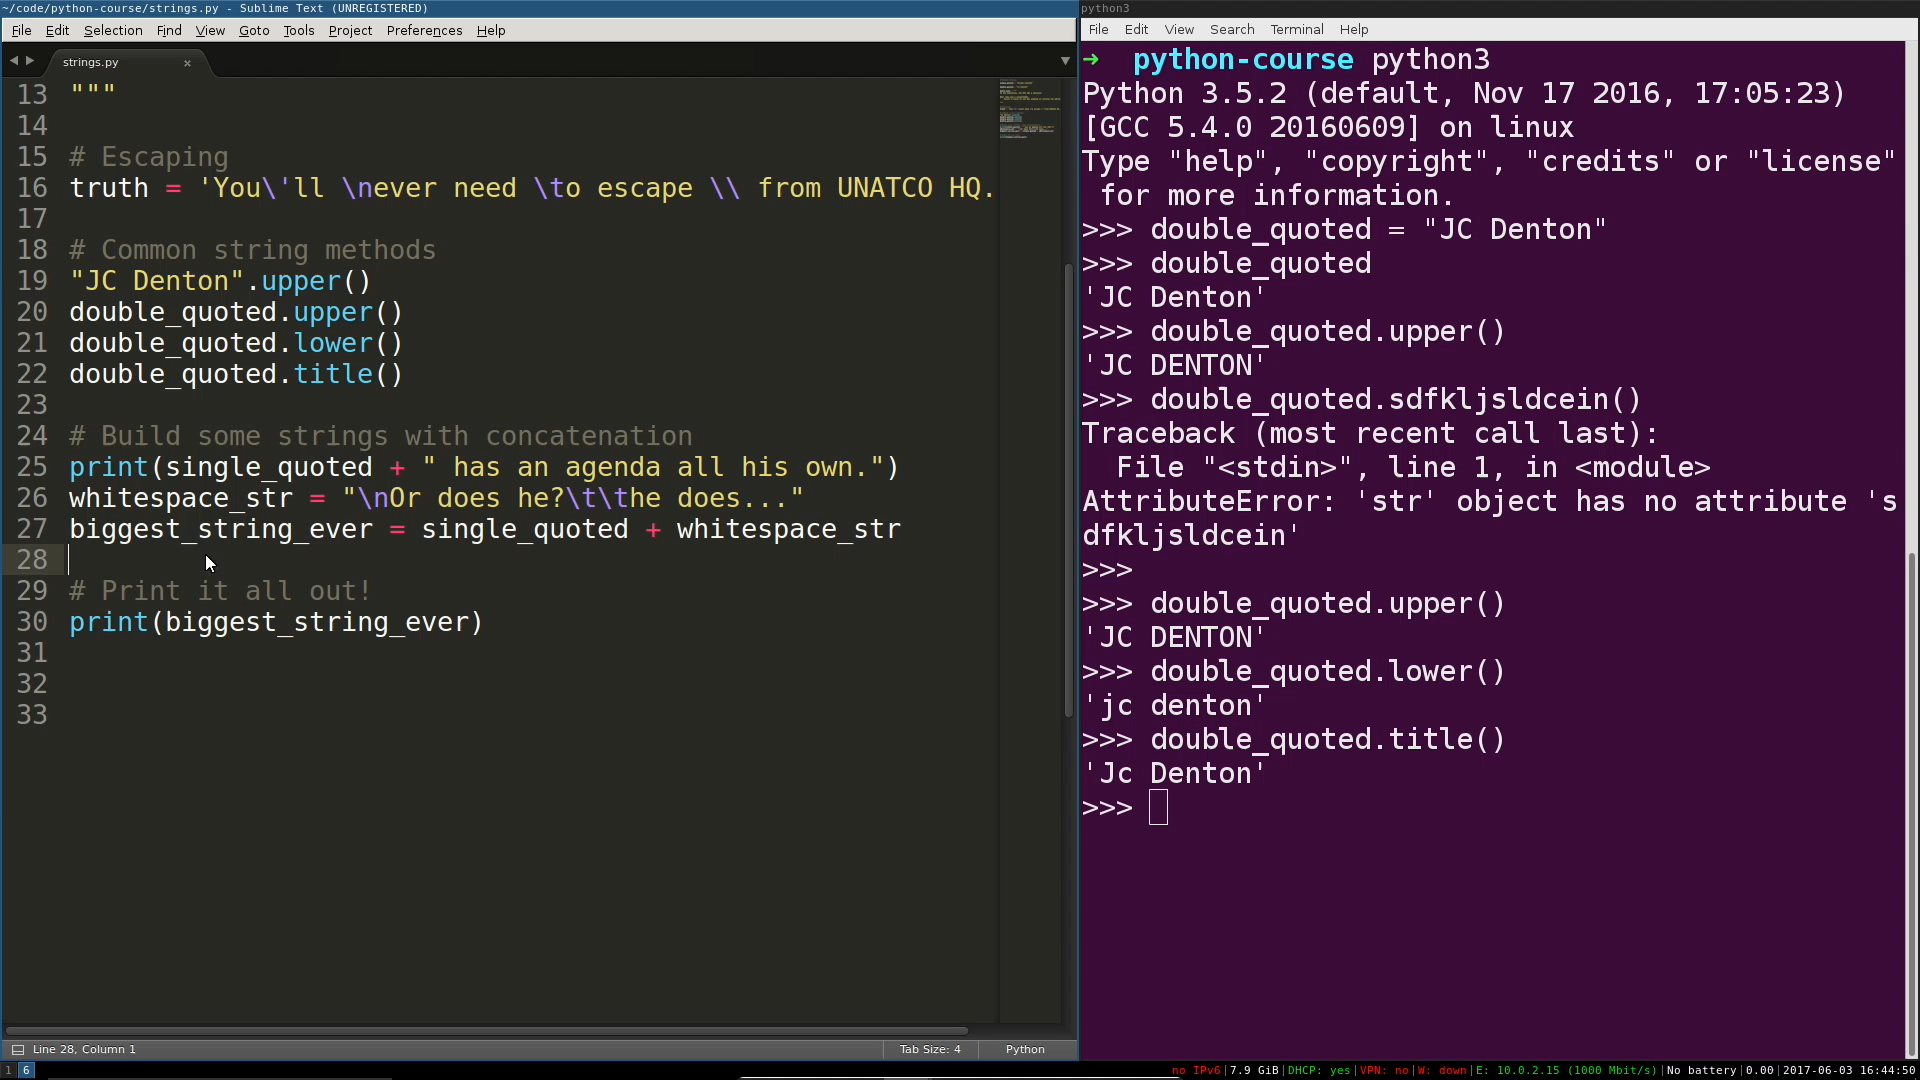 ~/code/python-course/strings.py - Sublime Text (UNREGISTERED)
File Edit Selection Find View Goto Tools Project Preferences Help
strings.py ×
13 """
14
15 # Escaping
16 truth = 'You\'ll \never need \to escape \\ from UNATCO HQ.
17
18 # Common string methods
19 "JC Denton".upper()
20 double_quoted.upper()
21 double_quoted.lower()
22 double_quoted.title()
23
24 # Build some strings with concatenation
25 print(single_quoted + " has an agenda all his own.")
26 whitespace_str = "\nOr does he?\t\the does..."
27 biggest_string_ever = single_quoted + whitespace_str
28
29 # Print it all out!
30 print(biggest_string_ever)
31
32
33
Line 28, Column 1 Tab Size: 4 Python
python3
File Edit View Search Terminal Help
➜ python-course python3
Python 3.5.2 (default, Nov 17 2016, 17:05:23)
[GCC 5.4.0 20160609] on linux
Type "help", "copyright", "credits" or "license"
for more information.
>>> double_quoted = "JC Denton"
>>> double_quoted
'JC Denton'
>>> double_quoted.upper()
'JC DENTON'
>>> double_quoted.sdfkljsldcein()
Traceback (most recent call last):
File "<stdin>", line 1, in <module>
AttributeError: 'str' object has no attribute 's
dfkljsldcein'
>>>
>>> double_quoted.upper()
'JC DENTON'
>>> double_quoted.lower()
'jc denton'
>>> double_quoted.title()
'Jc Denton'
>>>
1 6 no IPv6|7.9 GiB|DHCP: yes|VPN: no|W: down|E: 10.0.2.15 (1000 Mbit/s)|No battery|0.00|2017-06-03 16:44:50